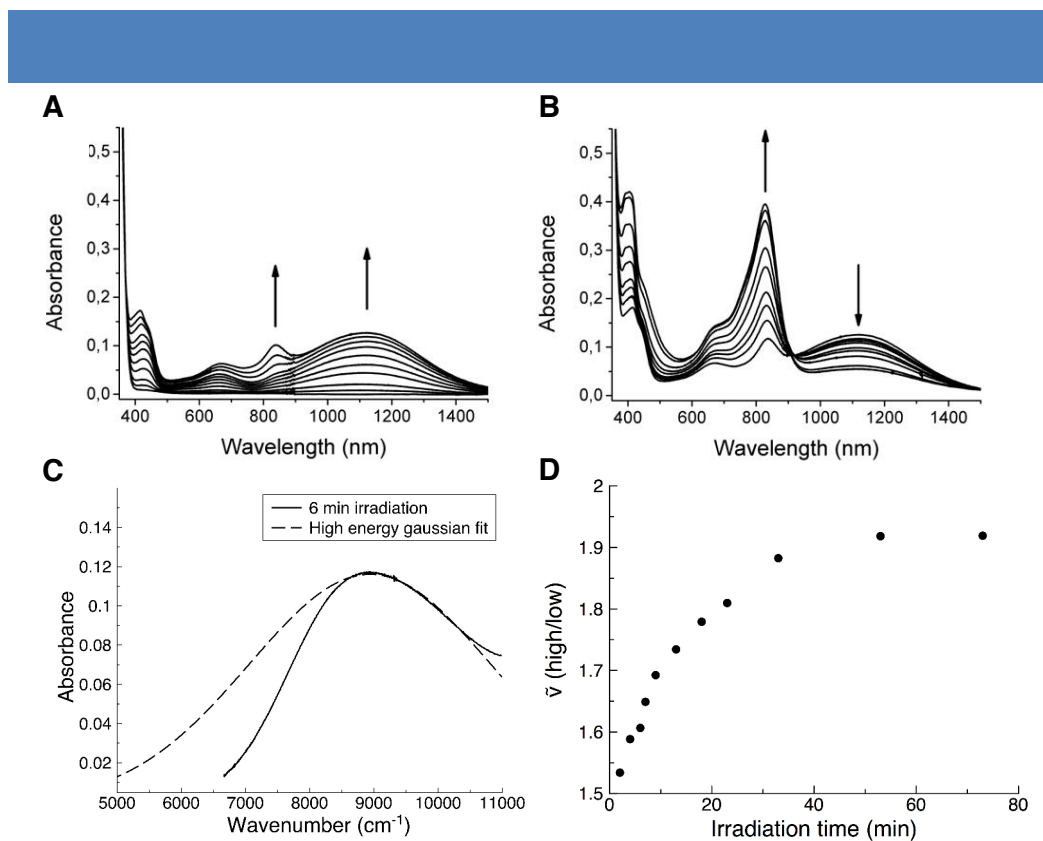 A
B
0,5
0,4
0,3
0,2
0,1
0,0
400 600 800 1000 1200 1400
Absorbance
Wavelength (nm)
0,5
0,4
0,3
0,2
0,1
0,0
400 600 800 1000 1200 1400
Absorbance
Wavelength (nm)
C
D
6 min irradiation
High energy gaussian fit
0.14
0.12
0.1
0.08
0.06
0.04
0.02
5000 6000 7000 8000 9000 10000 11000
Absorbance
Wavenumber (cm⁻¹)
2
1.9
1.8
1.7
1.6
1.5
0 20 40 60 80
ṽ (high/low)
Irradiation time (min)